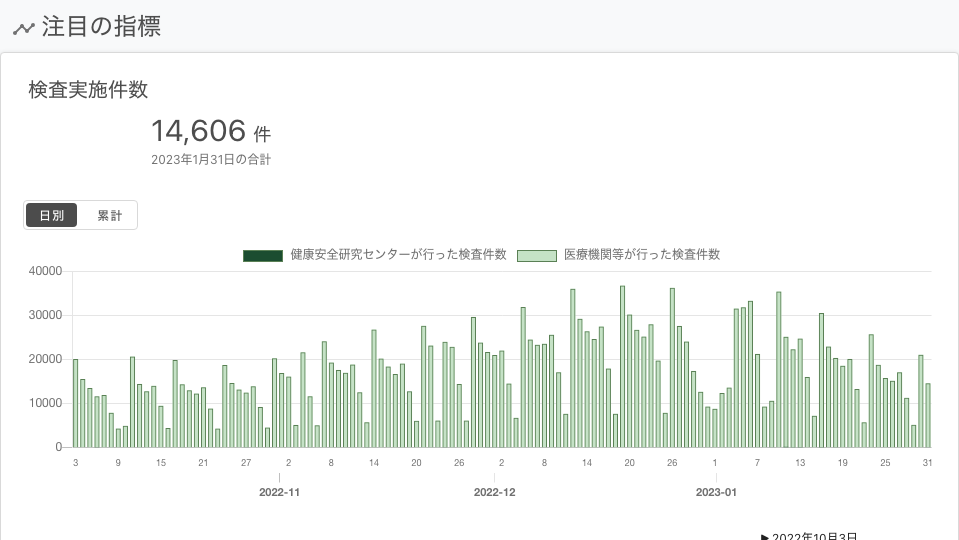 注目の指標
検査実施件数
14,606 件
2023年1月31日の合計
日別 累計
健康安全研究センターが行った検査件数 医療機関等が行った検査件数
40000
30000
20000
10000
0
3 9 15 21 27 2 8 14 20 26 2 8 14 20 26 1 7 13 19 25 31
2022-11 2022-12 2023-01
▶ 2022年10月3日